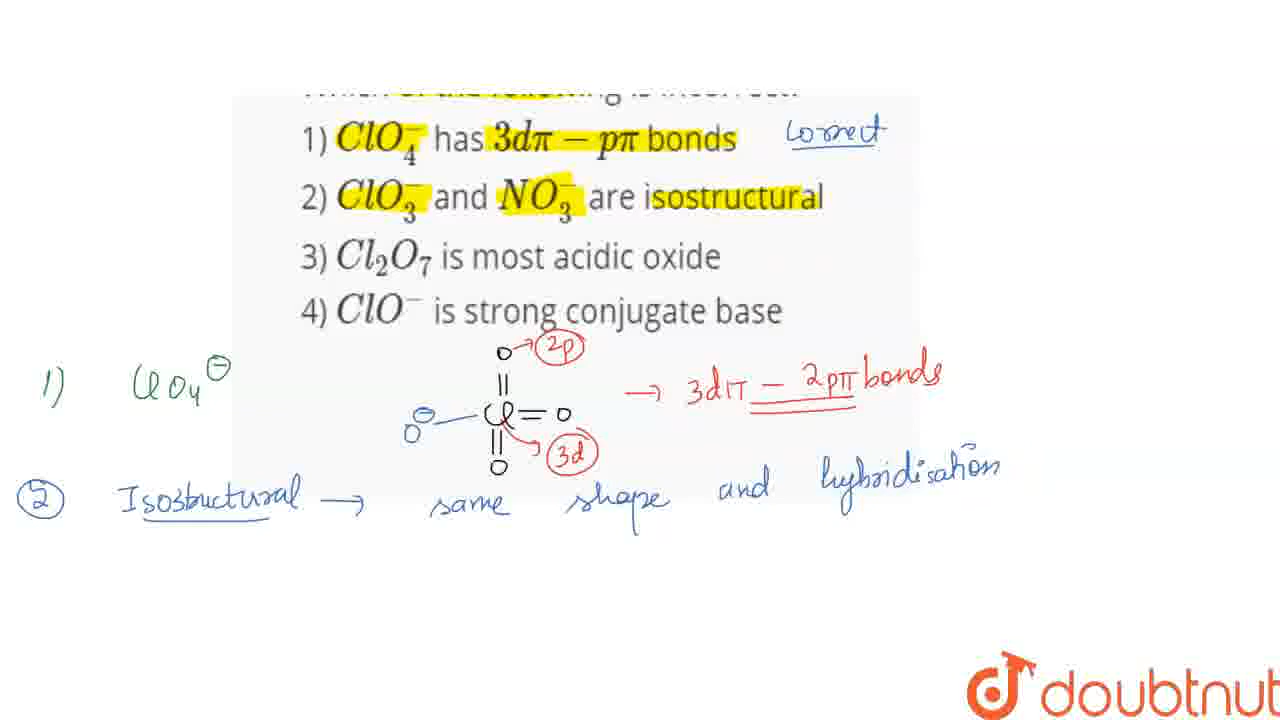 1) ClO₄⁻ has 3dπ − pπ bonds correct
2) ClO₃⁻ and NO₃⁻ are isostructural
3) Cl₂O₇ is most acidic oxide
4) ClO⁻ is strong conjugate base
O → 2p
1) ClO₄⊖ → 3dπ − 2pπ bonds
⊖O — Cl = O
3d
O
② Isostructural → same shape and hybridisation
doubtnut